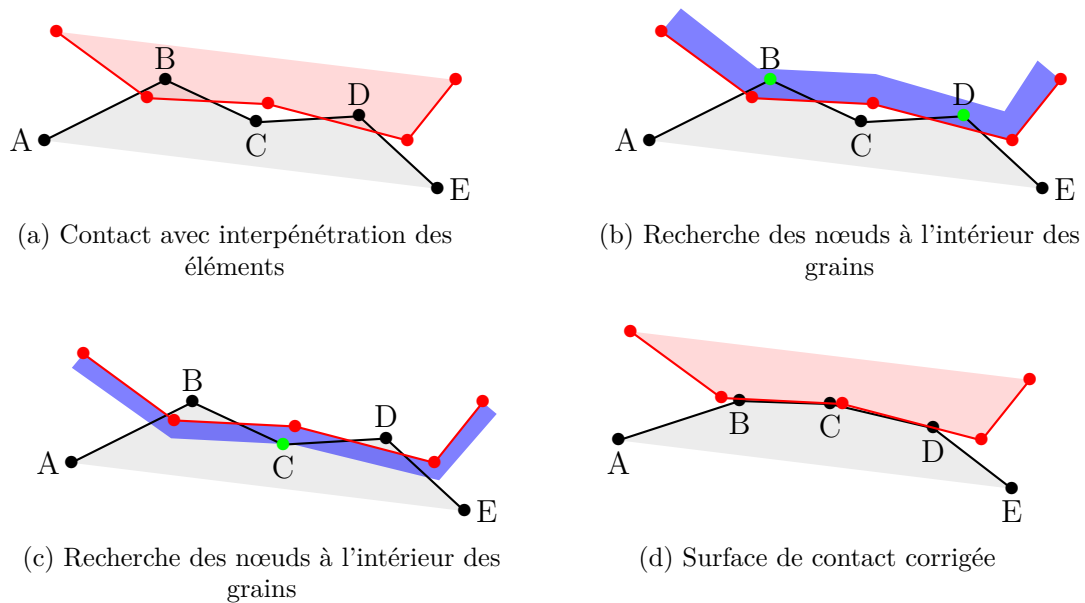 B
D
A
C
E
(a) Contact avec interpénétration des
éléments
B
D
A
C
E
(b) Recherche des nœuds à l'intérieur des
grains
B
D
A
C
E
(c) Recherche des nœuds à l'intérieur des
grains
B
C
D
A
E
(d) Surface de contact corrigée